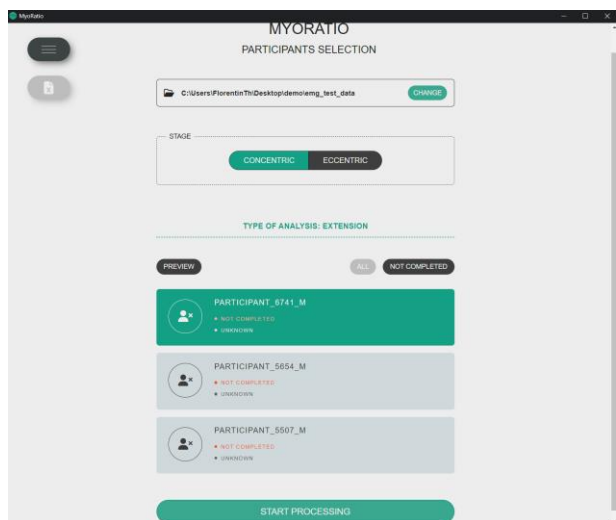 MyoRatio
MYORATIO
PARTICIPANTS SELECTION
C:\Users\FlorentinTh\Desktop\demo\emg_test_data
CHANGE
STAGE
CONCENTRIC
ECCENTRIC
TYPE OF ANALYSIS: EXTENSION
PREVIEW
ALL
NOT COMPLETED
PARTICIPANT_6741_M
NOT COMPLETED
UNKNOWN
PARTICIPANT_5654_M
NOT COMPLETED
UNKNOWN
PARTICIPANT_5507_M
NOT COMPLETED
UNKNOWN
START PROCESSING